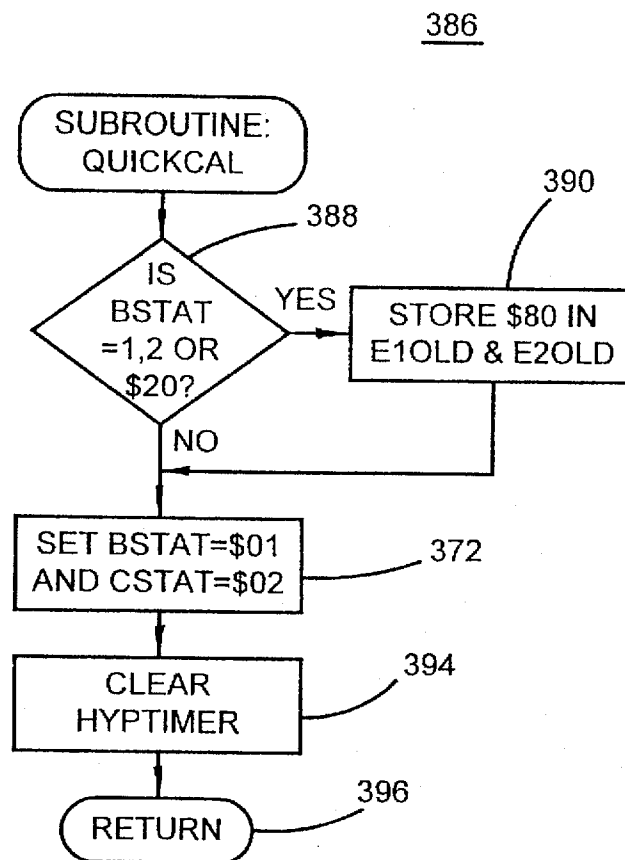 386
SUBROUTINE:
QUICKCAL
388
390
IS
BSTAT
=1,2 OR
$20?
YES
STORE $80 IN
E1OLD & E2OLD
NO
SET BSTAT=$01
AND CSTAT=$02
372
CLEAR
HYPTIMER
394
RETURN
396